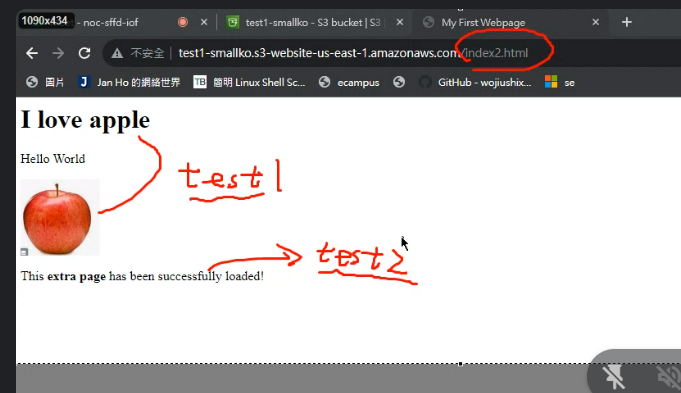 1090x434 - noc-sffd-iof
test1-smallko - S3 bucket | S3
My First Webpage
不安全 | test1-smallko.s3-website-us-east-1.amazonaws.com/index2.html
圖片 Jan Ho 的網絡世界 TB 簡明 Linux Shell Sc... ecampus GitHub - wojiushix... se
I love apple
Hello World
test1
This extra page has been successfully loaded!
test2